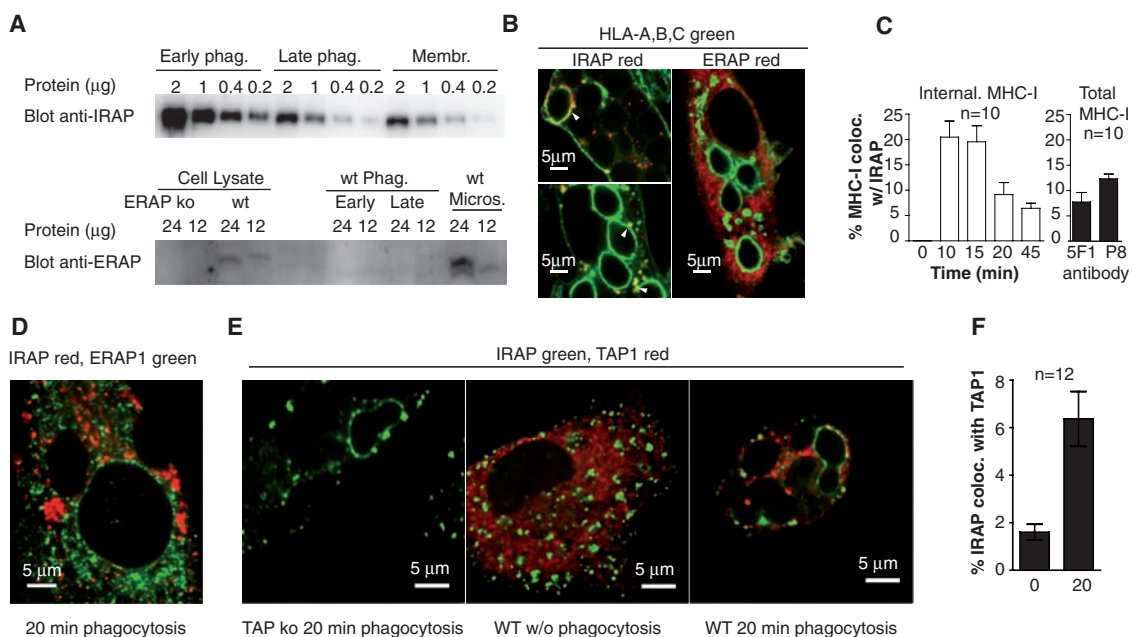 A
Early phag. Late phag. Membr.
Protein (μg) 2 1 0.4 0.2 2 1 0.4 0.2 2 1 0.4 0.2
Blot anti-IRAP
Cell Lysate wt Phag. wt
ERAP ko wt Early Late Micros.
Protein (μg) 24 12 24 12 24 12 24 12 24 12
Blot anti-ERAP
B
HLA-A,B,C green
IRAP red ERAP red
5μm
5μm
5μm
C
Internal. MHC-I
n=10
% MHC-I coloc.
w/ IRAP
25
20
15
10
5
0
0 10 15 20 45
Time (min)
Total
MHC-I
n=10
25
20
15
10
5
0
5F1 P8
antibody
D
IRAP red, ERAP1 green
5 μm
20 min phagocytosis
E
IRAP green, TAP1 red
5 μm
5 μm
5 μm
TAP ko 20 min phagocytosis WT w/o phagocytosis WT 20 min phagocytosis
F
n=12
% IRAP coloc. with TAP1
8
6
4
2
0
0 20